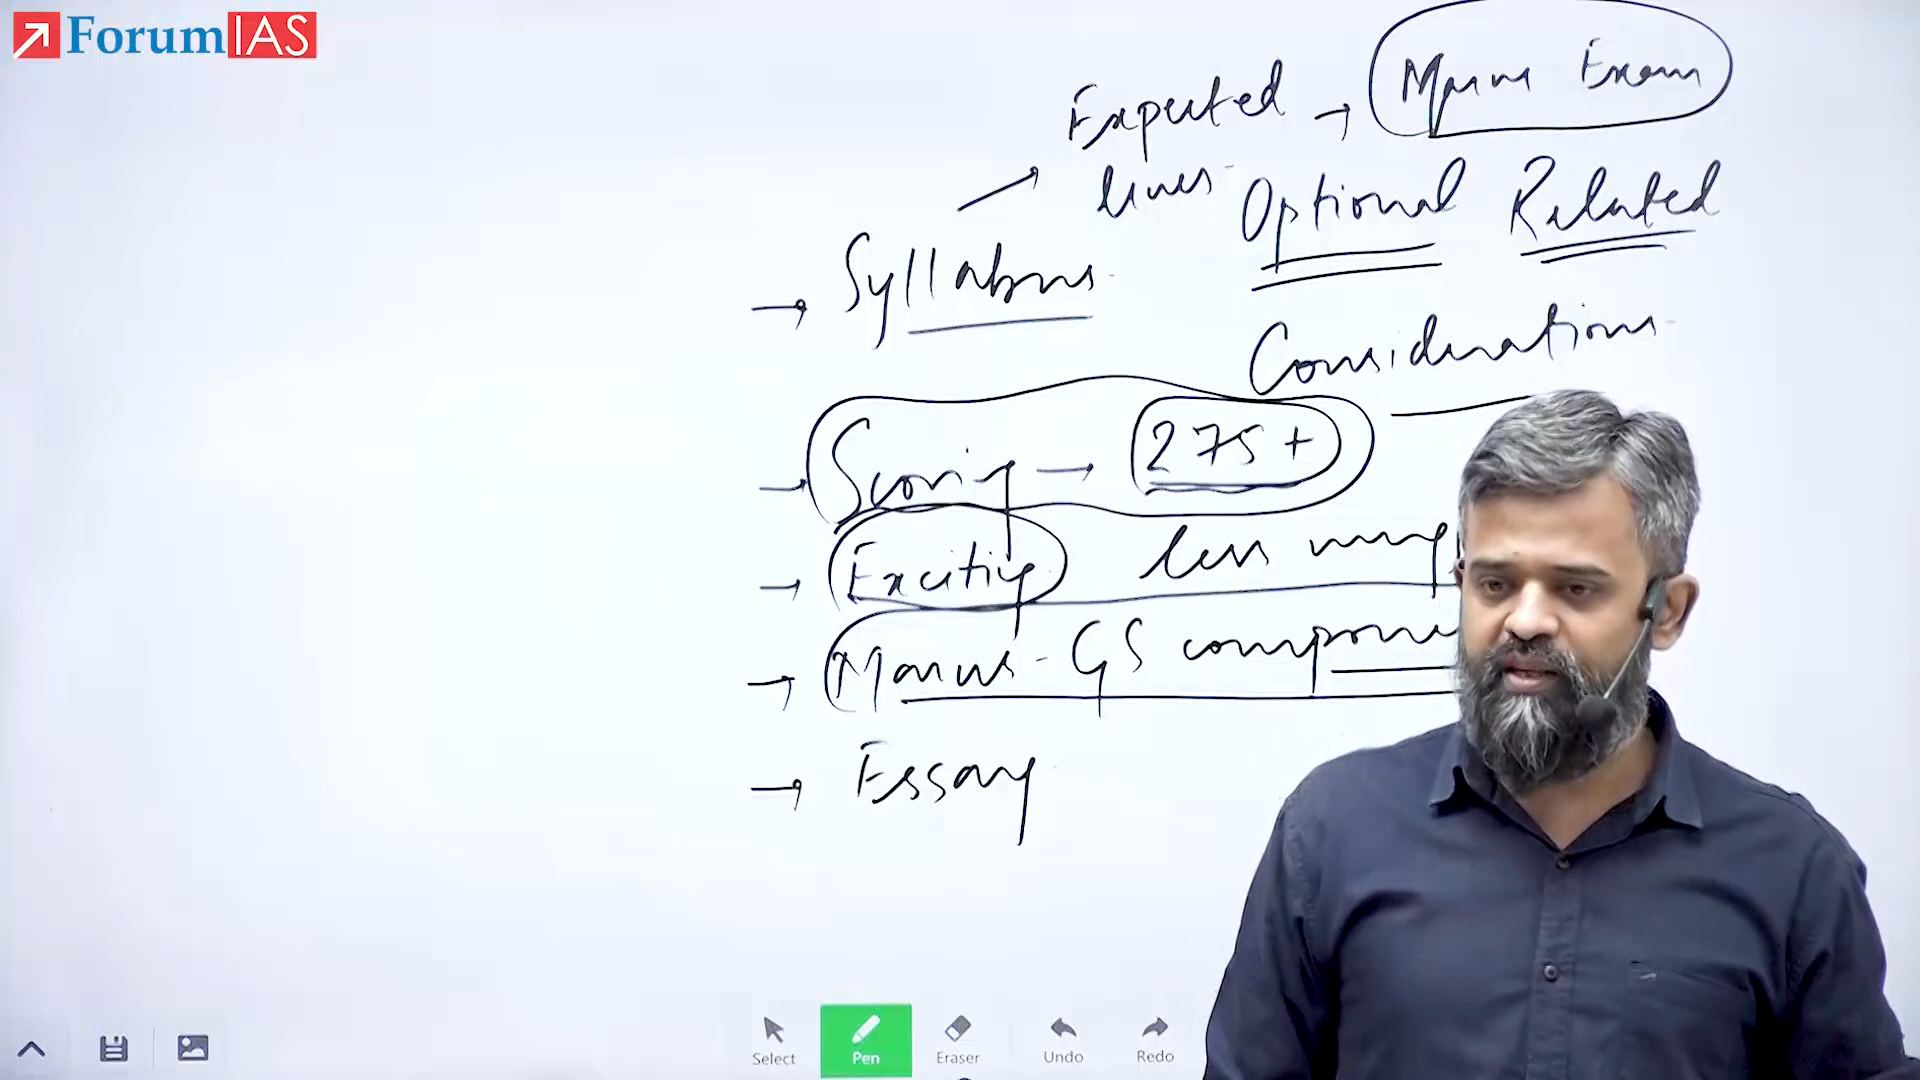 ForumIAS
Mains Exam
Expected →
lines
Optional Related
→ Syllabus
Considerations
→ Scoring → 275+
→ Exciting less
→ Mains - GS
→ Essay
Select Pen Eraser Undo Redo